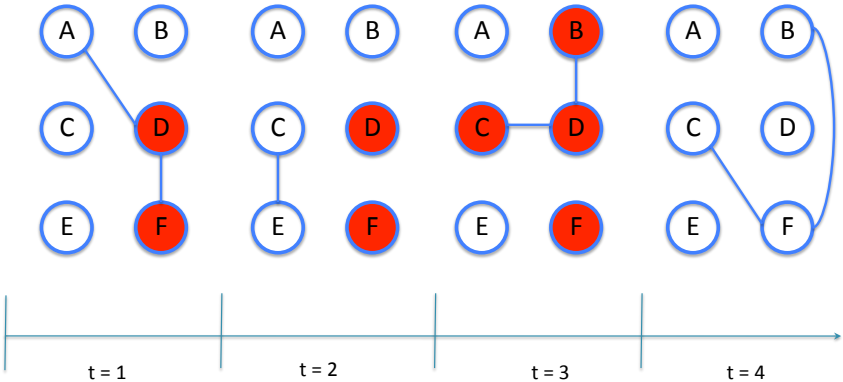 A B A B A B A B
C D C D C D C D
E F E F E F E F
t = 1 t = 2 t = 3 t = 4